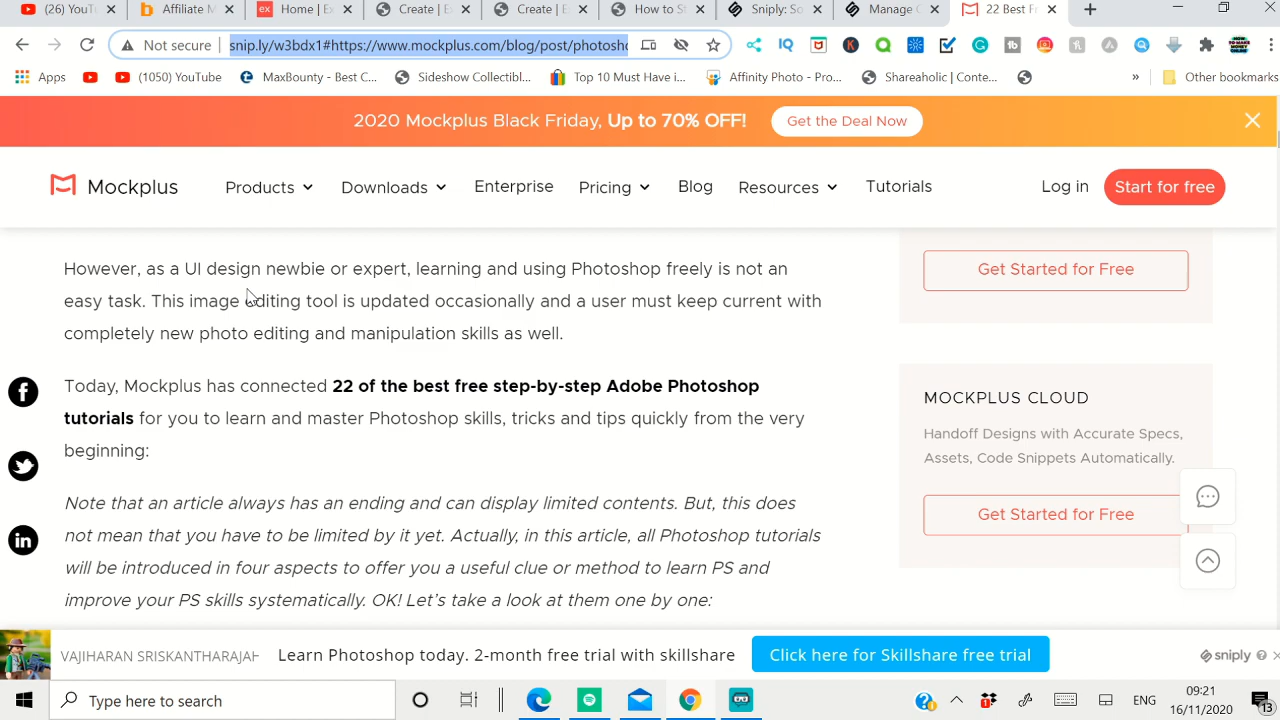 (26) YouTu
Affiliate M
Home | Ex
Create | Ex
Create | Ex
How to St
Sniply: So
Manage C
22 Best Fr
Not secure
snip.ly/w3bdx1#https://www.mockplus.com/blog/post/photosh
Apps
(1050) YouTube
MaxBounty - Best C...
Sideshow Collectibl...
Top 10 Must Have i...
Affinity Photo - Pro...
Shareaholic | Conte...
»
Other bookmarks
2020 Mockplus Black Friday, Up to 70% OFF!
Get the Deal Now
Mockplus
Products
Downloads
Enterprise
Pricing
Blog
Resources
Tutorials
Log in
Start for free
However, as a UI design newbie or expert, learning and using Photoshop freely is not an
easy task. This image editing tool is updated occasionally and a user must keep current with
completely new photo editing and manipulation skills as well.
Get Started for Free
Today, Mockplus has connected 22 of the best free step-by-step Adobe Photoshop
tutorials for you to learn and master Photoshop skills, tricks and tips quickly from the very
beginning:
MOCKPLUS CLOUD
Handoff Designs with Accurate Specs,
Assets, Code Snippets Automatically.
Get Started for Free
Note that an article always has an ending and can display limited contents. But, this does
not mean that you have to be limited by it yet. Actually, in this article, all Photoshop tutorials
will be introduced in four aspects to offer you a useful clue or method to learn PS and
improve your PS skills systematically. OK! Let's take a look at them one by one:
VAJIHARAN SRISKANTHARAJAH
Learn Photoshop today, 2-month free trial with skillshare
Click here for Skillshare free trial
sniply
Type here to search
ENG
09:21
16/11/2020
13